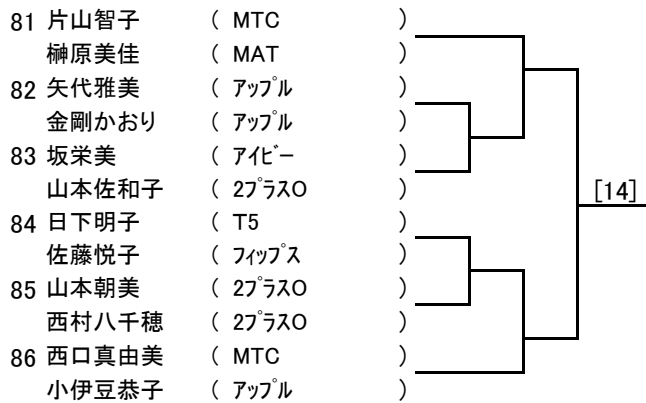 81 片山智子 ( MTC )
榊原美佳 ( MAT )
82 矢代雅美 ( ｱｯﾌﾟﾙ )
金剛かおり ( ｱｯﾌﾟﾙ )
83 坂栄美 ( ｱｲﾋﾞｰ )
山本佐和子 ( 2ﾌﾟﾗｽO )
[14]
84 日下明子 ( T5 )
佐藤悦子 ( ﾌｨｯﾌﾟｽ )
85 山本朝美 ( 2ﾌﾟﾗｽO )
西村八千穂 ( 2ﾌﾟﾗｽO )
86 西口真由美 ( MTC )
小伊豆恭子 ( ｱｯﾌﾟﾙ )